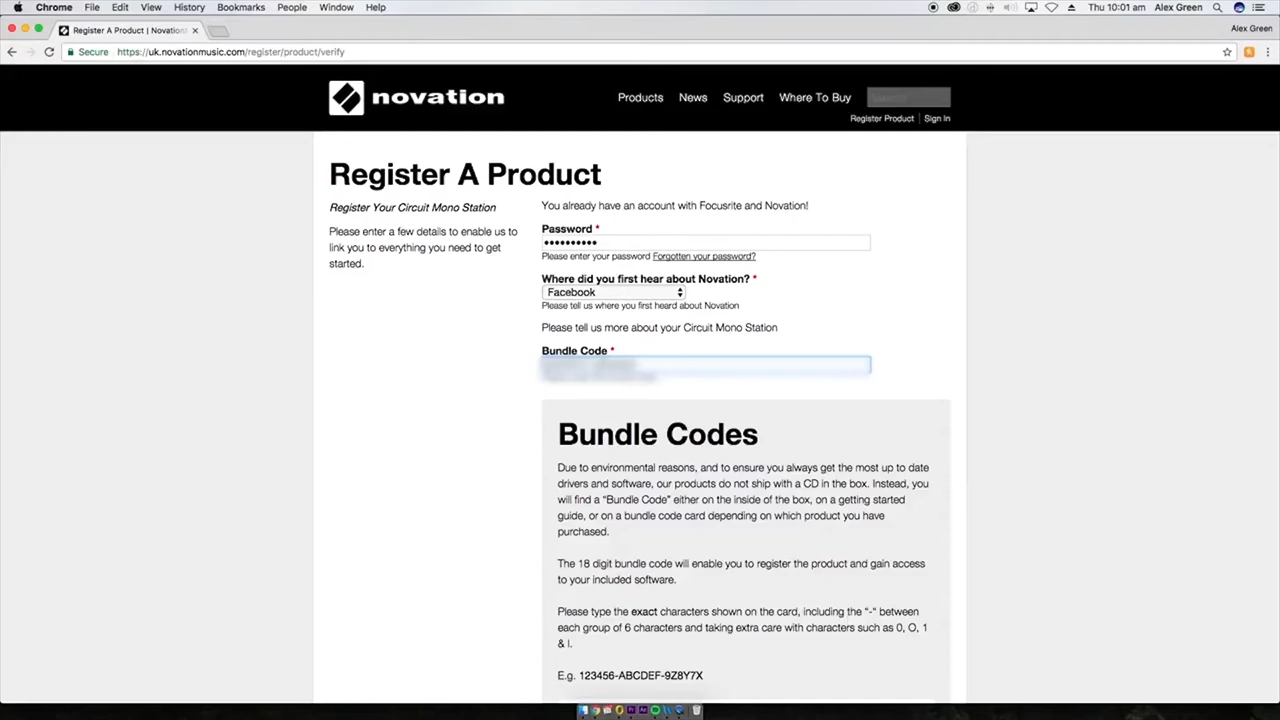 Chrome File Edit View History Bookmarks People Window Help Thu 10:01 am Alex Green
Register A Product | Novation Alex Green
Secure https://uk.novationmusic.com/register/product/verify
novation Products News Support Where To Buy
Register Product Sign In
Register A Product
Register Your Circuit Mono Station
Please enter a few details to enable us to
link you to everything you need to get
started.
You already have an account with Focusrite and Novation!
Password *
Please enter your password Forgotten your password?
Where did you first hear about Novation? *
Facebook
Please tell us where you first heard about Novation
Please tell us more about your Circuit Mono Station
Bundle Code *
Bundle Codes
Due to environmental reasons, and to ensure you always get the most up to date
drivers and software, our products do not ship with a CD in the box. Instead, you
will find a “Bundle Code” either on the inside of the box, on a getting started
guide, or on a bundle code card depending on which product you have
purchased.
The 18 digit bundle code will enable you to register the product and gain access
to your included software.
Please type the exact characters shown on the card, including the “-” between
each group of 6 characters and taking extra care with characters such as 0, O, 1
& I.
E.g. 123456-ABCDEF-9Z8Y7X